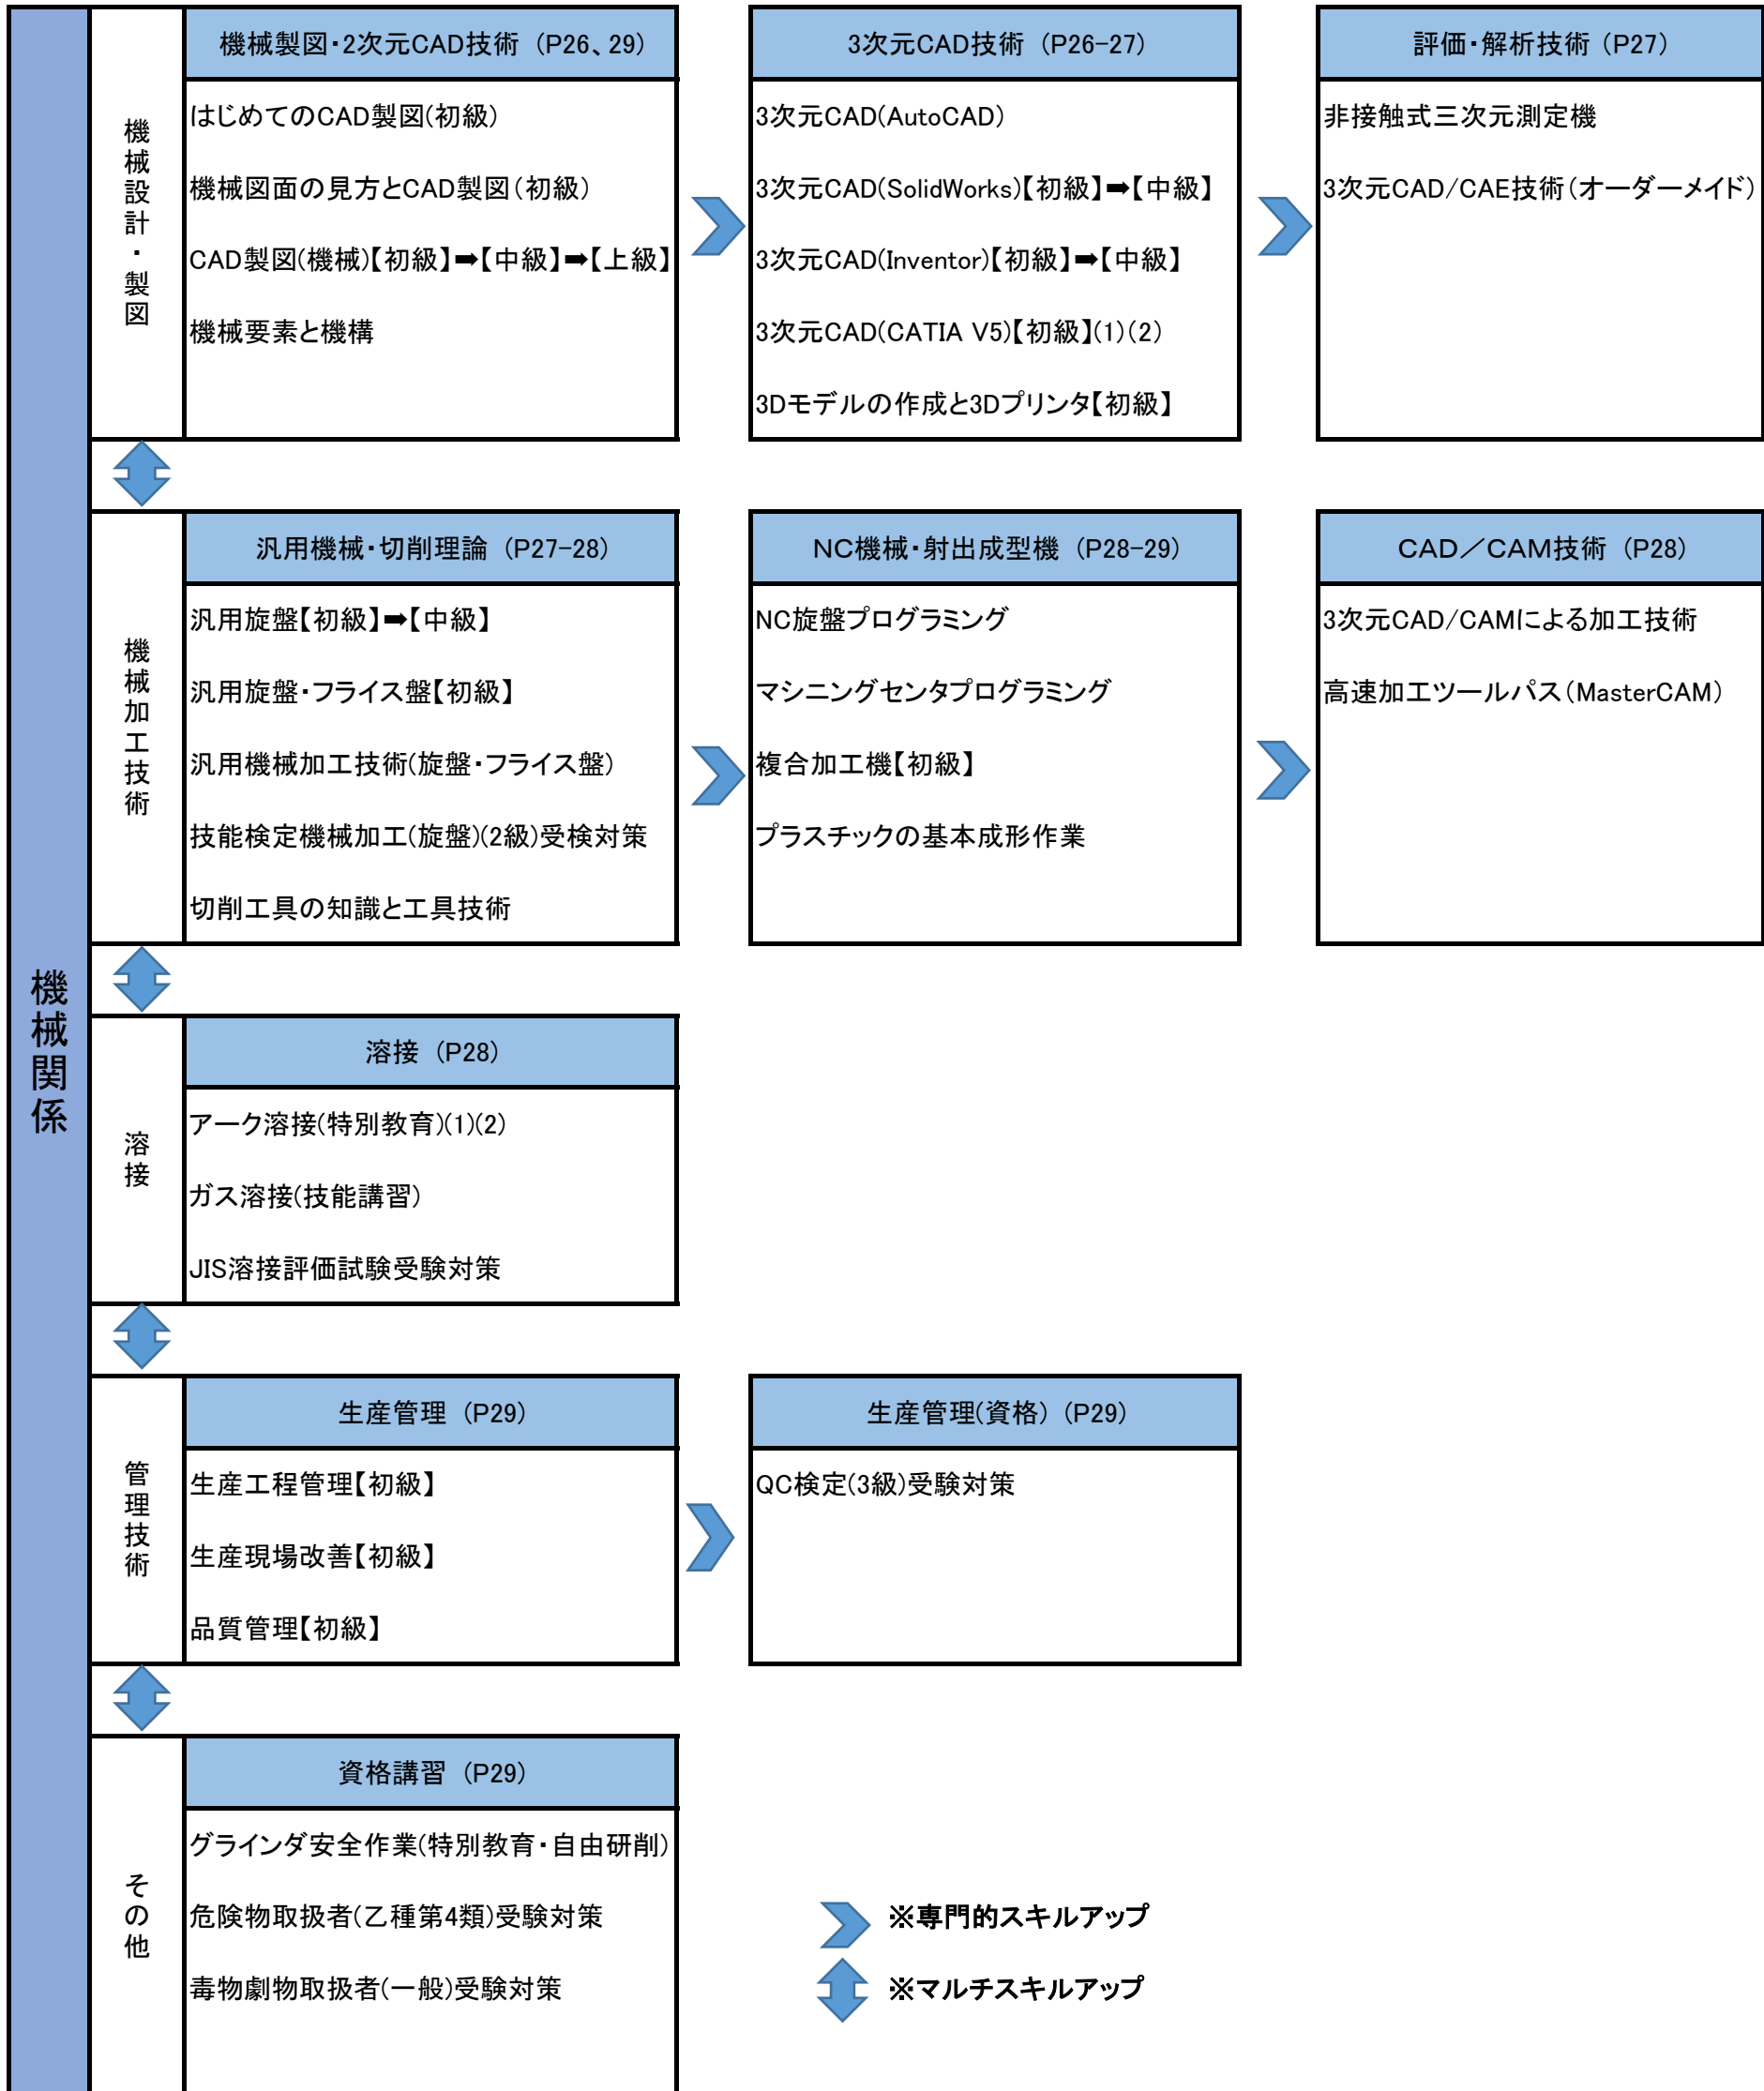 機械関係
機械設計・製図
機械製図・2次元CAD技術 (P26、29)
はじめてのCAD製図(初級)
機械図面の見方とCAD製図(初級)
CAD製図(機械)【初級】➡【中級】➡【上級】
機械要素と機構
3次元CAD技術 (P26-27)
3次元CAD(AutoCAD)
3次元CAD(SolidWorks)【初級】➡【中級】
3次元CAD(Inventor)【初級】➡【中級】
3次元CAD(CATIA V5)【初級】(1)(2)
3Dモデルの作成と3Dプリンタ【初級】
評価・解析技術 (P27)
非接触式三次元測定機
3次元CAD/CAE技術(オーダーメイド)
機械加工技術
汎用機械・切削理論 (P27-28)
汎用旋盤【初級】➡【中級】
汎用旋盤・フライス盤【初級】
汎用機械加工技術(旋盤・フライス盤)
技能検定機械加工(旋盤)(2級)受検対策
切削工具の知識と工具技術
NC機械・射出成型機 (P28-29)
NC旋盤プログラミング
マシニングセンタプログラミング
複合加工機【初級】
プラスチックの基本成形作業
CAD/CAM技術 (P28)
3次元CAD/CAMによる加工技術
高速加工ツールパス(MasterCAM)
溶接
溶接 (P28)
アーク溶接(特別教育)(1)(2)
ガス溶接(技能講習)
JIS溶接評価試験受験対策
管理技術
生産管理 (P29)
生産工程管理【初級】
生産現場改善【初級】
品質管理【初級】
生産管理(資格) (P29)
QC検定(3級)受験対策
その他
資格講習 (P29)
グラインダ安全作業(特別教育・自由研削)
危険物取扱者(乙種第4類)受験対策
毒物劇物取扱者(一般)受験対策
※専門的スキルアップ
※マルチスキルアップ